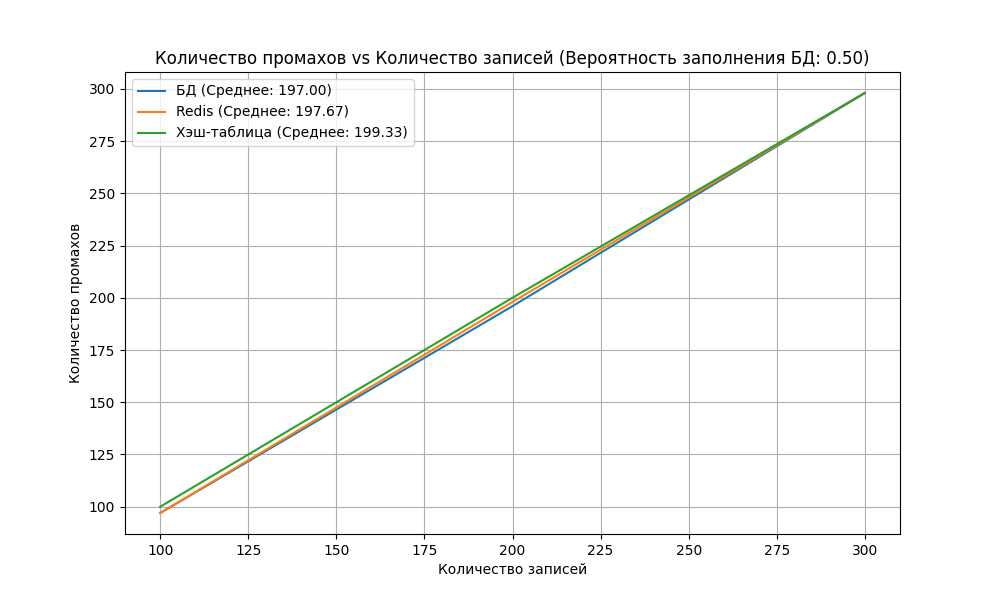 Количество промахов vs Количество записей (Вероятность заполнения БД: 0.50)
БД (Среднее: 197.00)
Redis (Среднее: 197.67)
Хэш-таблица (Среднее: 199.33)
300
275
250
225
200
175
150
125
100
Количество промахов
100 125 150 175 200 225 250 275 300
Количество записей